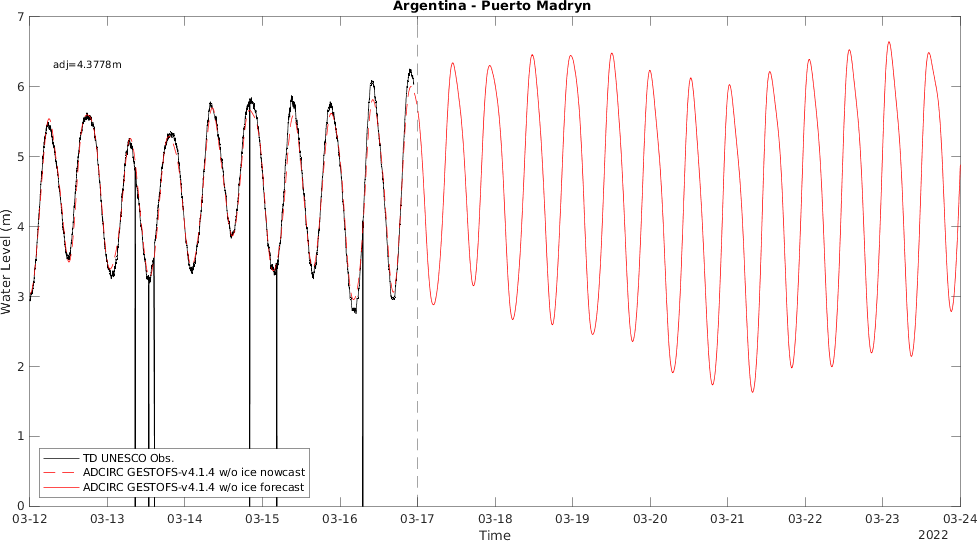 Argentina - Puerto Madryn
7
adj=4.3778m
6
5
4
3
2
1
0
Water Level (m)
TD UNESCO Obs.
ADCIRC GESTOFS-v4.1.4 w/o ice nowcast
ADCIRC GESTOFS-v4.1.4 w/o ice forecast
03-12 03-13 03-14 03-15 03-16 03-17 03-18 03-19 03-20 03-21 03-22 03-23 03-24
Time
2022